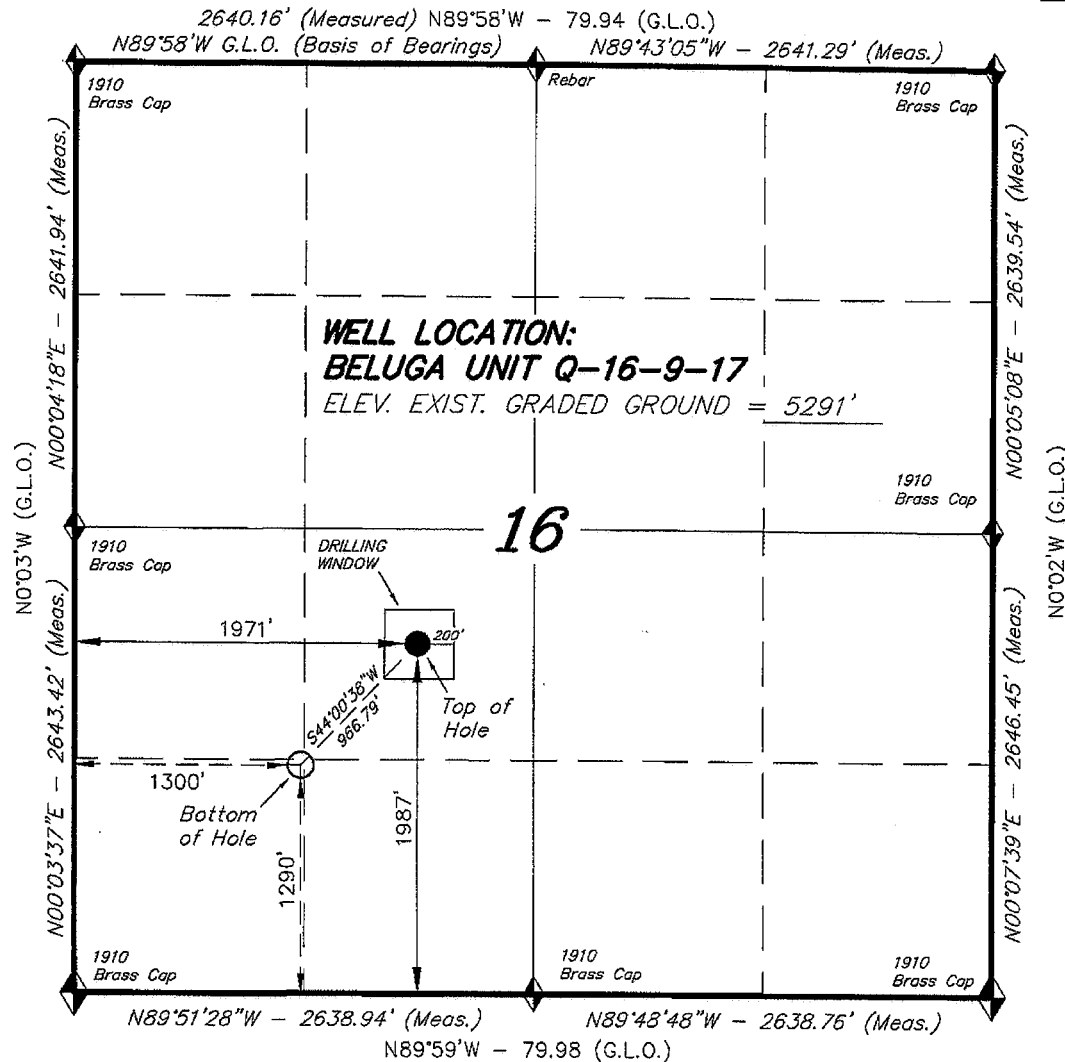 2640.16' (Measured) N89°58'W – 79.94 (G.L.O.)
N89°58'W G.L.O. (Basis of Bearings)
N89°43'05"W – 2641.29' (Meas.)
1910
Brass Cap
Rebar
1910
Brass Cap
N00°04'18"E – 2641.94' (Meas.)
N00°05'08"E – 2639.54' (Meas.)
WELL LOCATION:
BELUGA UNIT Q–16–9–17
ELEV. EXIST. GRADED GROUND = 5291'
N0°03'W (G.L.O.)
N0°02'W (G.L.O.)
1910
Brass Cap
16
1910
Brass Cap
DRILLING
WINDOW
1971'
200'
Top of
Hole
S44°00'38"W
966.79'
1300'
Bottom
of Hole
1987'
1290'
N00°03'37"E – 2643.42' (Meas.)
N00°07'39"E – 2646.45' (Meas.)
1910
Brass Cap
1910
Brass Cap
1910
Brass Cap
N89°51'28"W – 2638.94' (Meas.)
N89°48'48"W – 2638.76' (Meas.)
N89°59'W – 79.98 (G.L.O.)